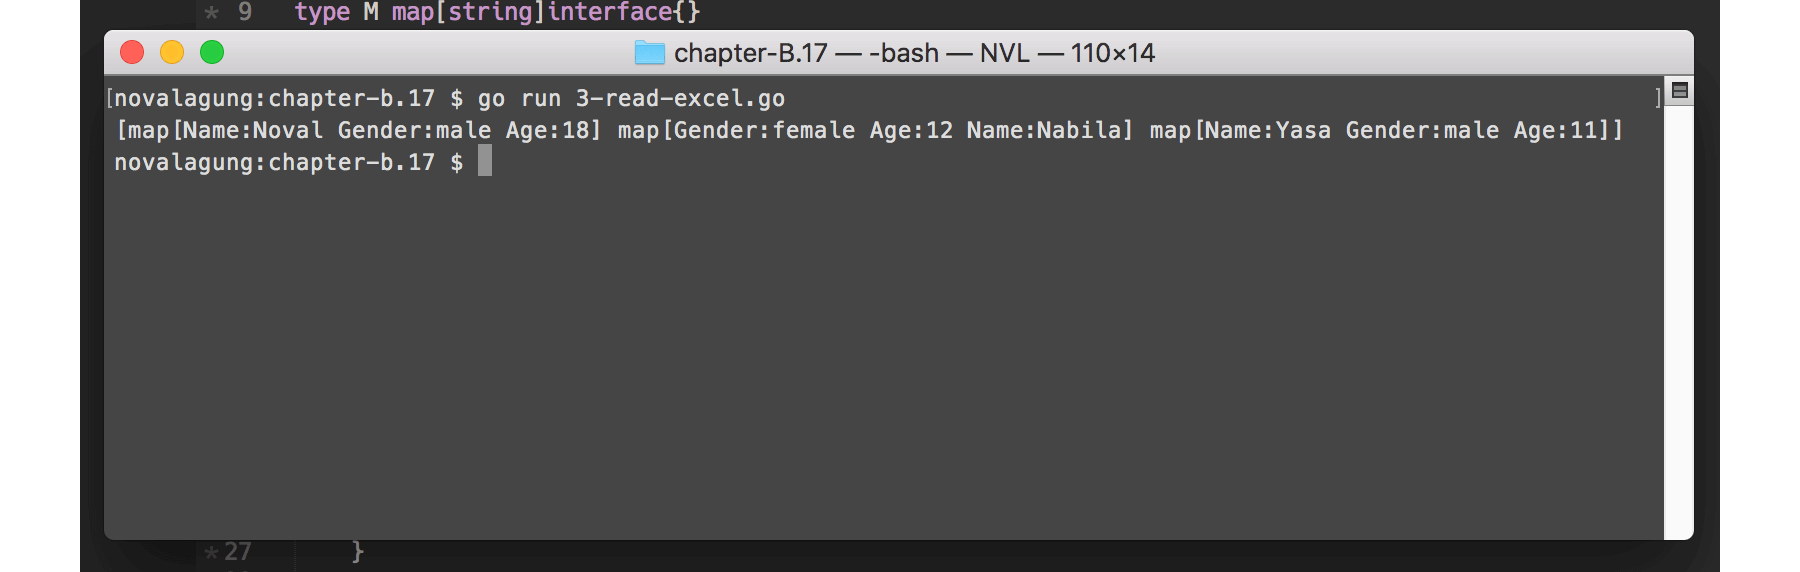 * 9 type M map[string]interface{}
chapter-B.17 — -bash — NVL — 110×14
[novalagung:chapter-b.17 $ go run 3-read-excel.go ]
[map[Name:Noval Gender:male Age:18] map[Gender:female Age:12 Name:Nabila] map[Name:Yasa Gender:male Age:11]]
novalagung:chapter-b.17 $
* 27 }